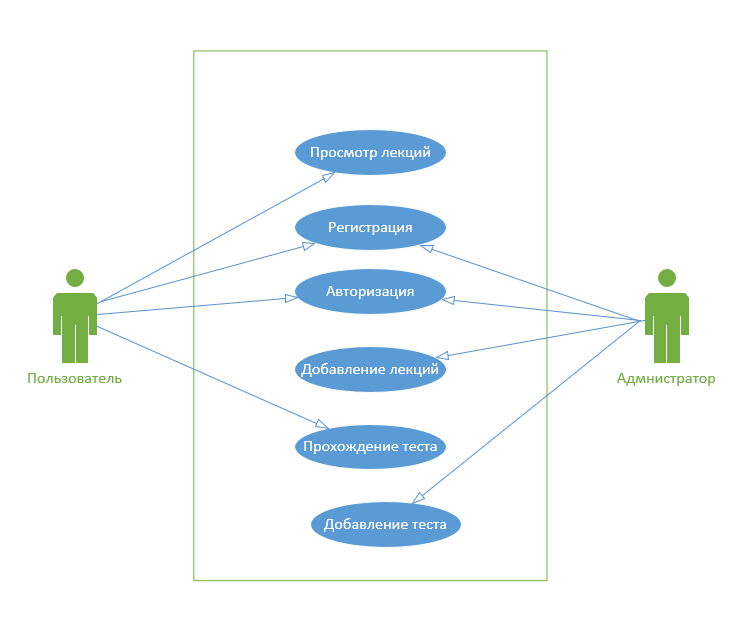 Просмотр лекций
Регистрация
Авторизация
Пользователь
Добавление лекций
Адмнистратор
Прохождение теста
Добавление теста